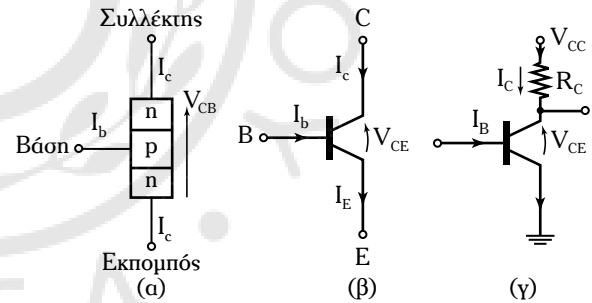 Συλλέκτης
I_c
n
V_CB
I_b
Βάση
p
n
I_c
Εκπομπός
(α)
C
I_c
I_b
B
V_CE
I_E
E
(β)
V_CC
I_C
R_C
I_B
V_CE
(γ)